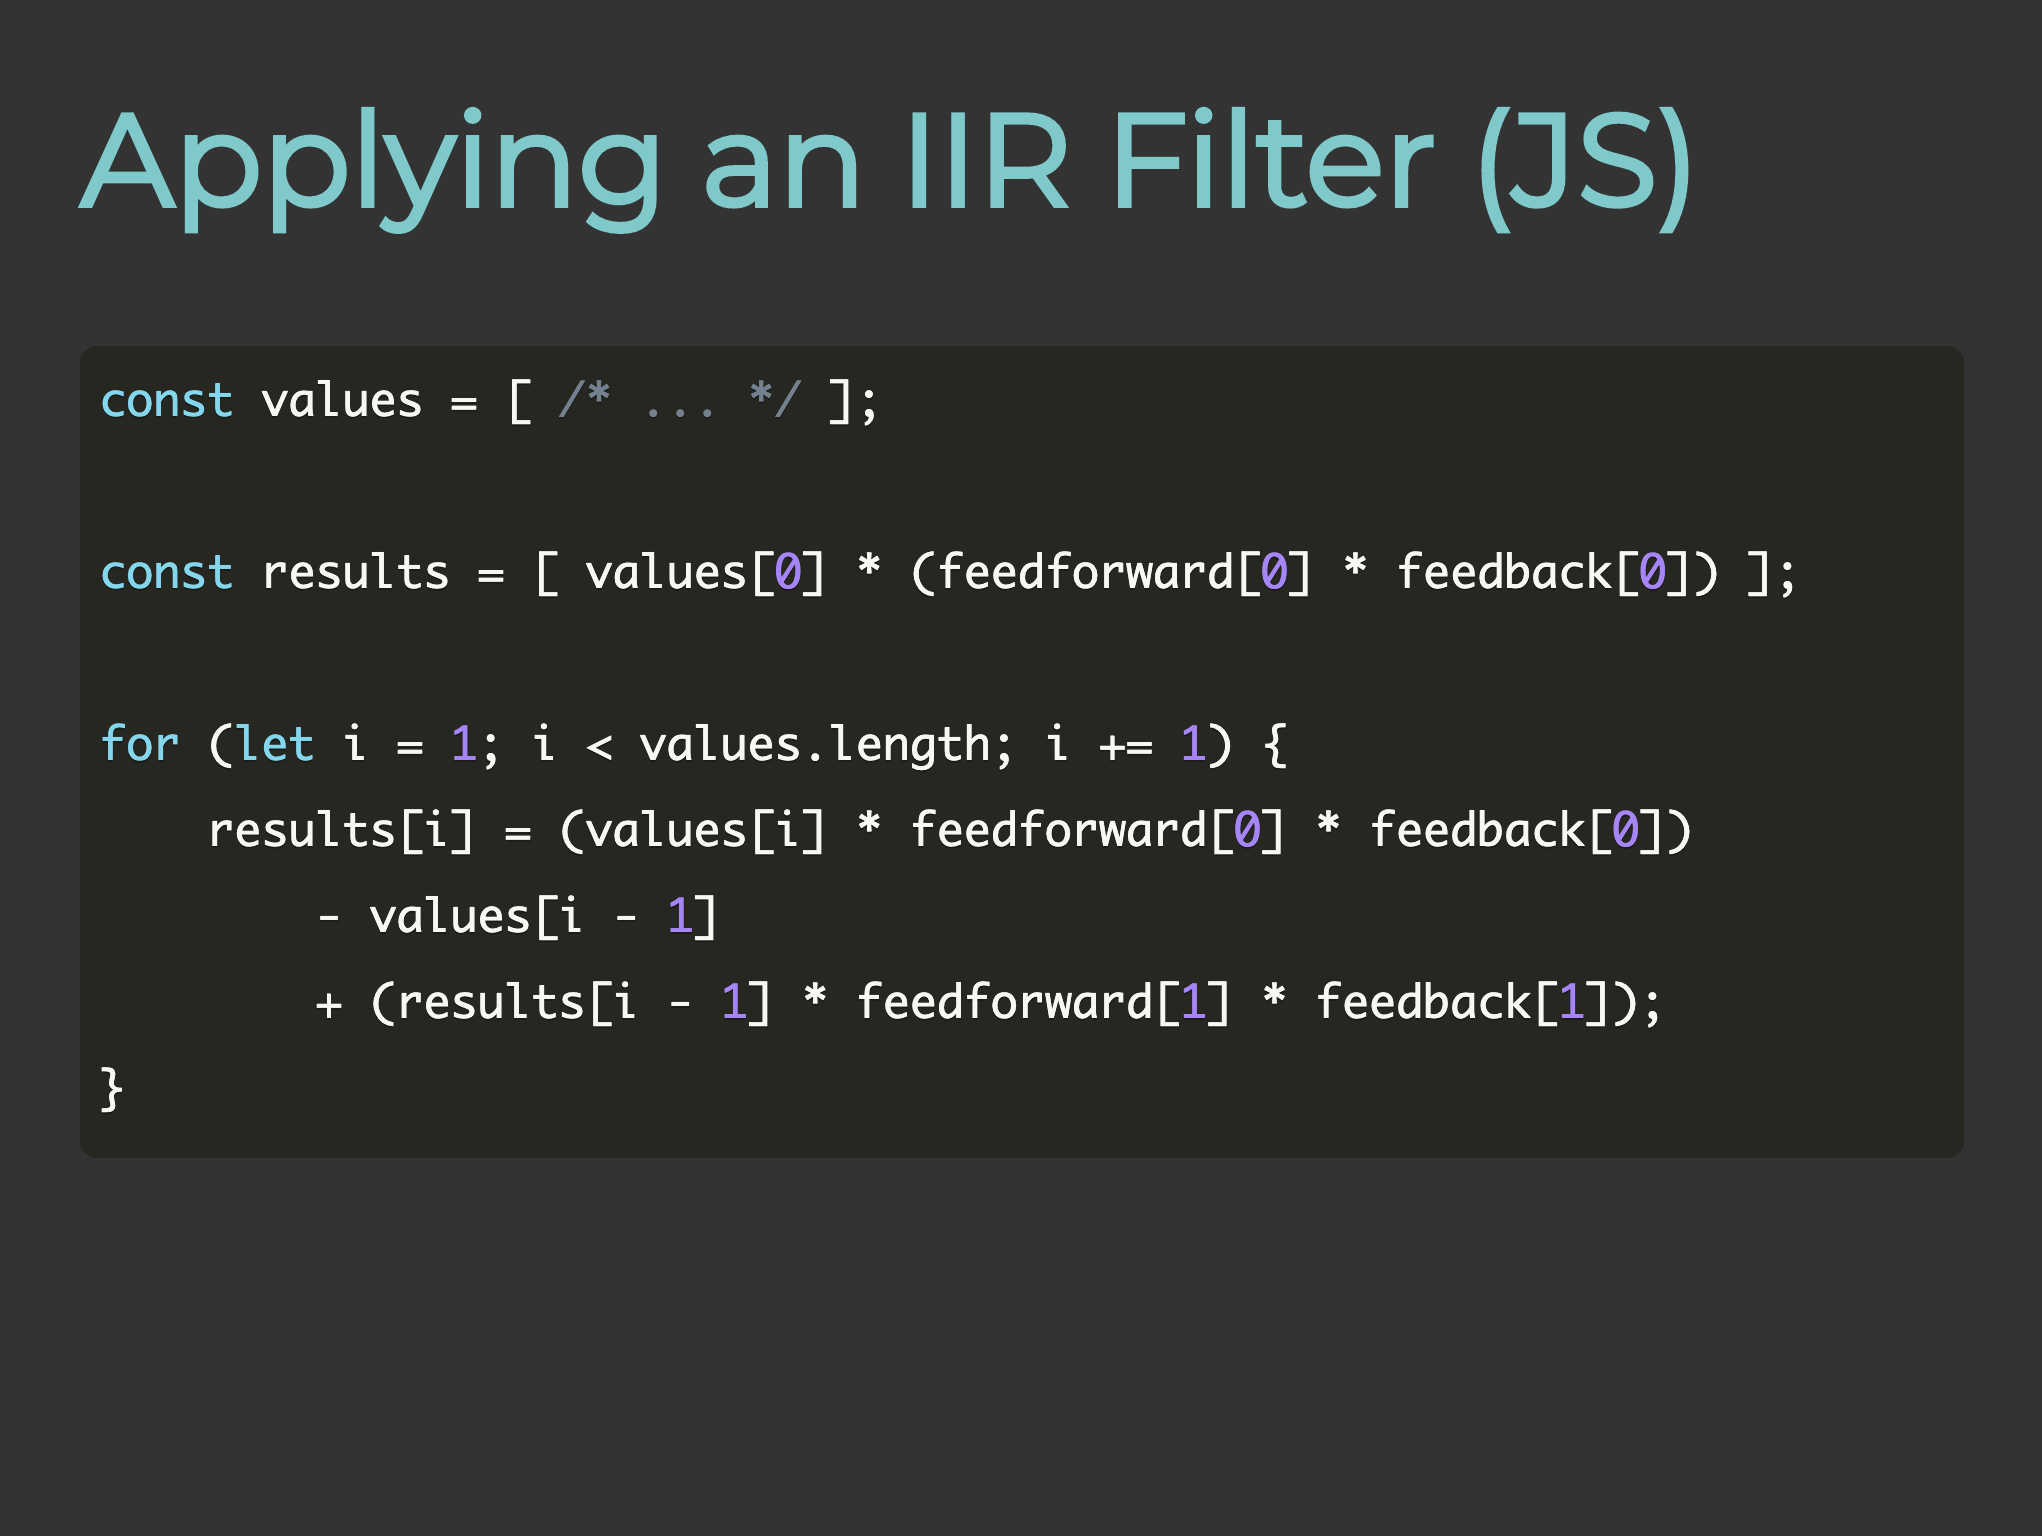 Applying an IIR Filter (JS)
const values = [ /* ... */ ];
const results = [ values[0] * (feedforward[0] * feedback[0]) ];
for (let i = 1; i < values.length; i += 1) {
    results[i] = (values[i] * feedforward[0] * feedback[0])
        - values[i - 1]
        + (results[i - 1] * feedforward[1] * feedback[1]);
}